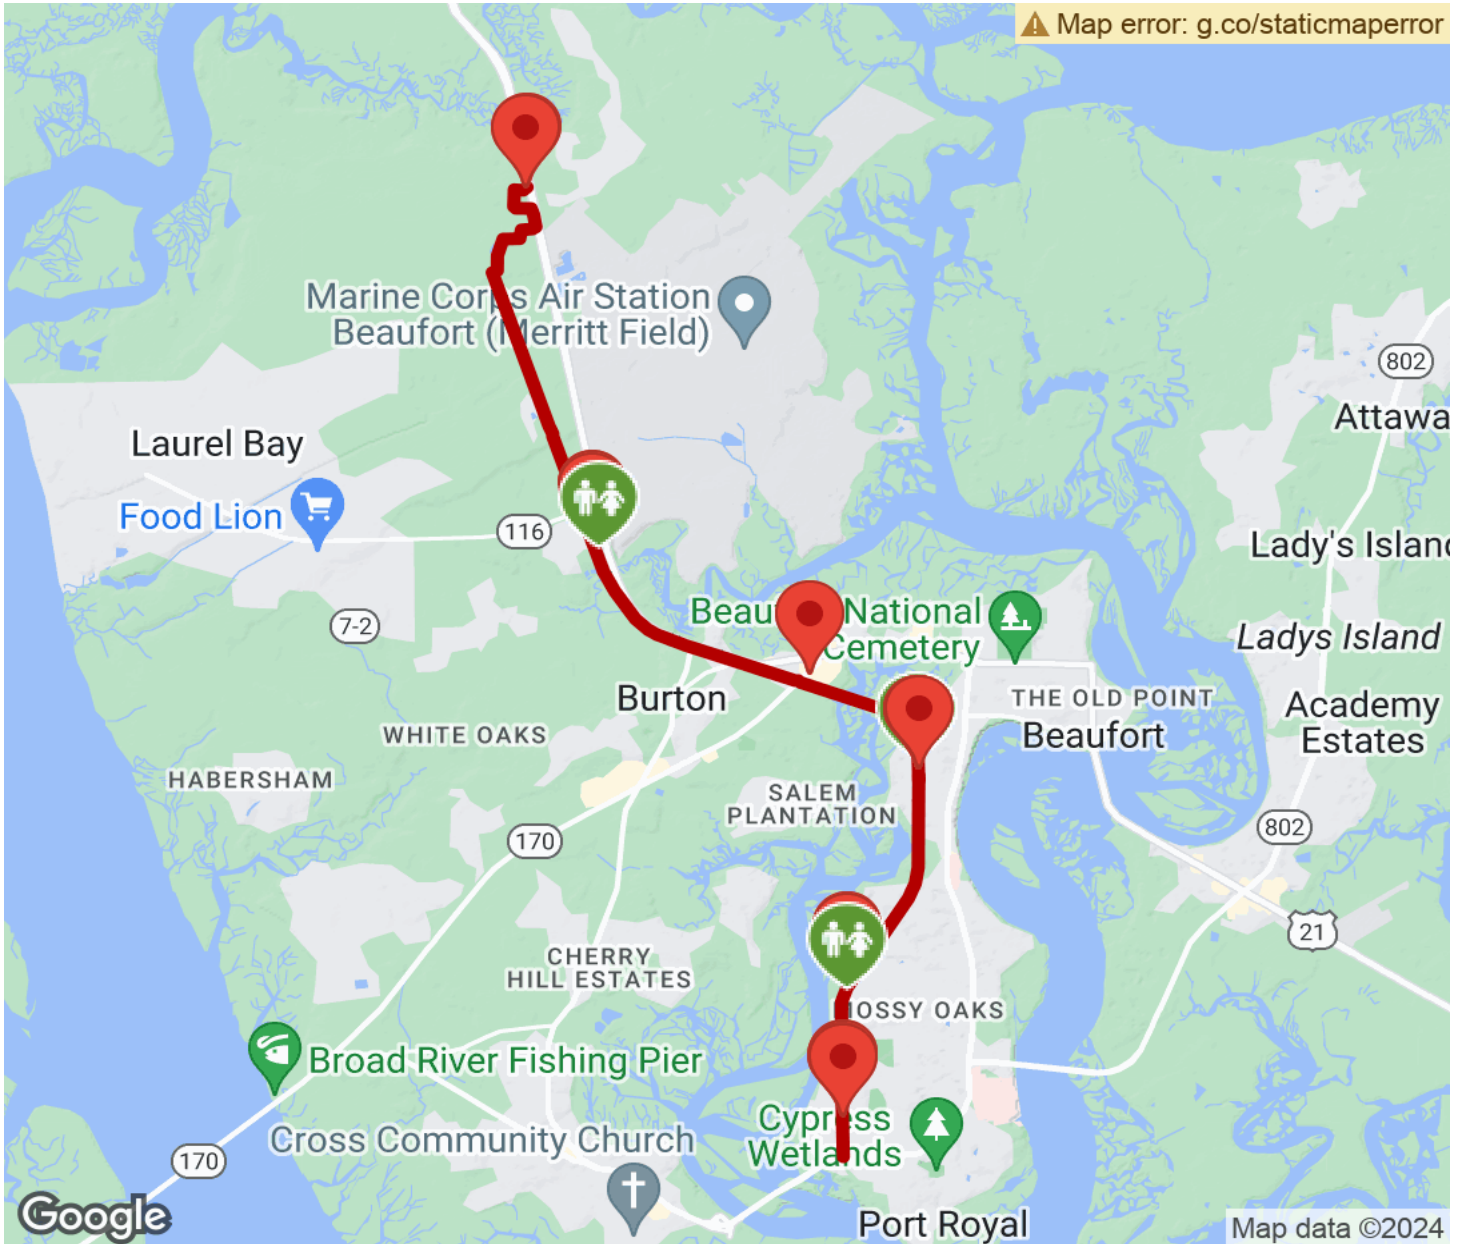 Map error: g.co/staticmaperror
Marine Corps Air Station
Beaufort (Merritt Field)
802
Attawa
Laurel Bay
Food Lion
116
Lady's Island
7-2
Beau National
Cemetery
Ladys Island
Burton
THE OLD POINT
Beaufort
Academy
Estates
WHITE OAKS
HABERSHAM
SALEM
PLANTATION
170
802
21
CHERRY
HILL ESTATES
MOSSY OAKS
Broad River Fishing Pier
Cypress
Wetlands
Cross Community Church
170
Port Royal
Google
Map data ©2024